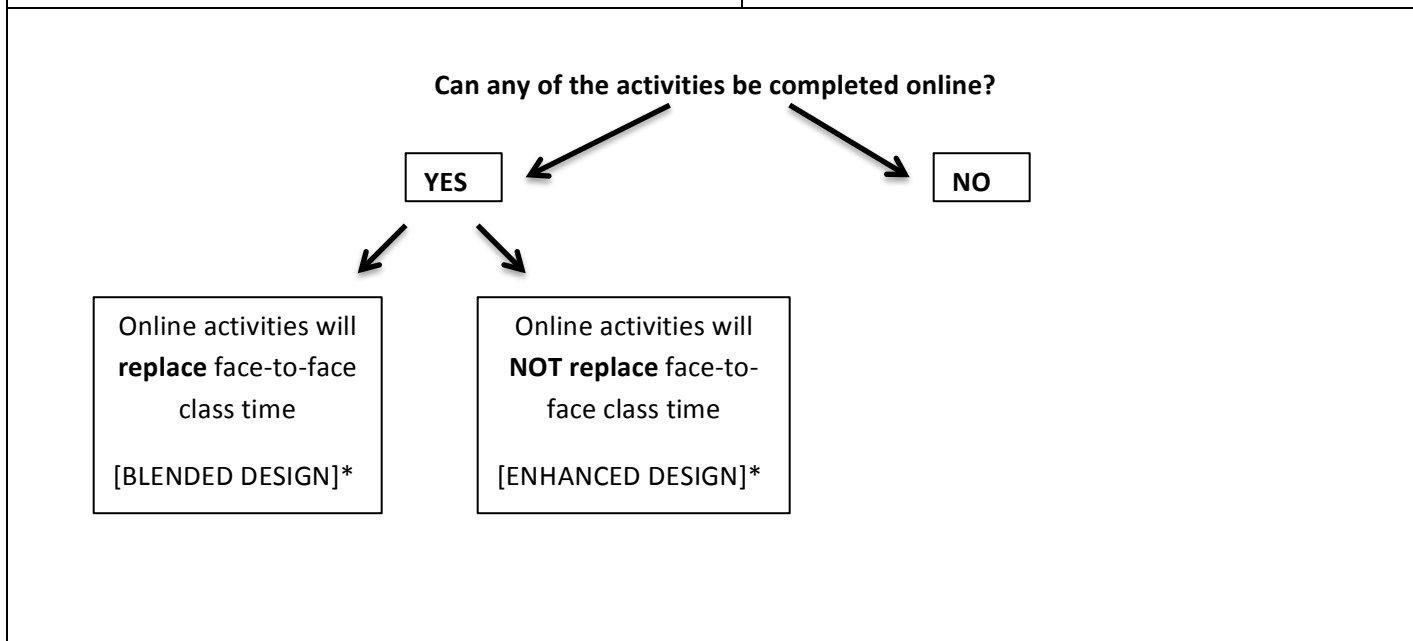 Can any of the activities be completed online?
YES
NO
Online activities will
replace face-to-face
class time
[BLENDED DESIGN]*
Online activities will
NOT replace face-to-
face class time
[ENHANCED DESIGN]*